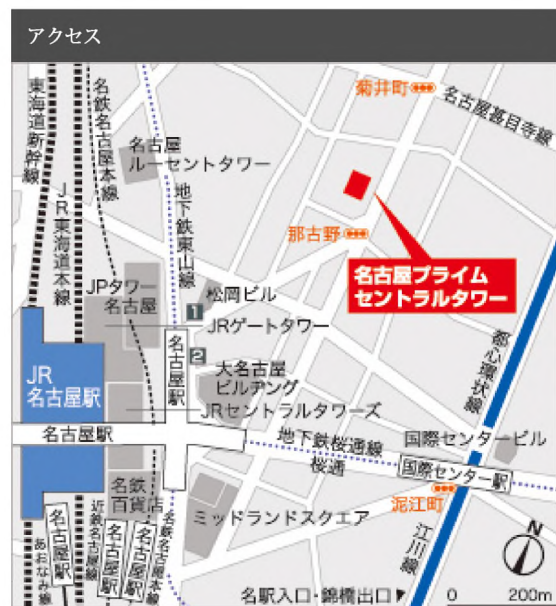 アクセス
菊井町
名古屋甚目寺線
東海道新幹線
名鉄名古屋本線
名古屋
ルーセントタワー
地下鉄東山線
JR東海道本線
那古野
名古屋プライム
セントラルタワー
JPタワー
名古屋
松岡ビル
1
JRゲートタワー
都心環状線
名古屋駅
2
大名古屋
ビルヂング
JR
名古屋駅
JRセントラルタワーズ
名古屋駅
地下鉄桜通線
桜通
国際センタービル
国際センター駅
泥江町
名鉄
百貨店
ミッドランドスクエア
江川線
名古屋駅
あおなみ線
近鉄名古屋線
名古屋駅
名古屋駅
名鉄名古屋本線
N
名駅入口・錦橋出口
0 200m